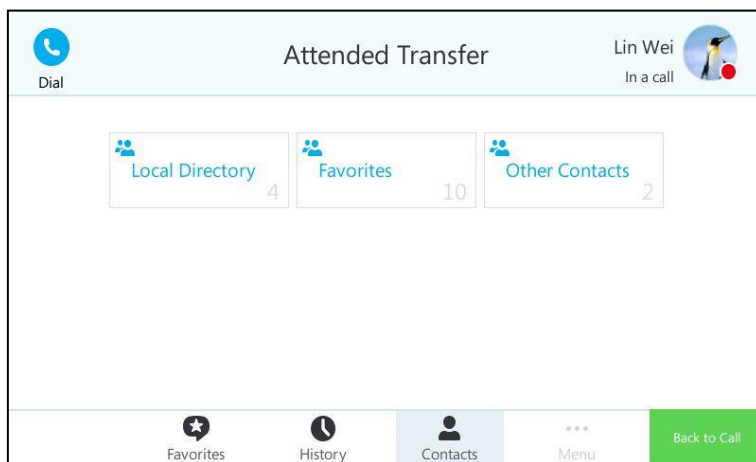 Dial
Attended Transfer
Lin Wei
In a call
Local Directory
4
Favorites
10
Other Contacts
2
Favorites
History
Contacts
Menu
Back to Call